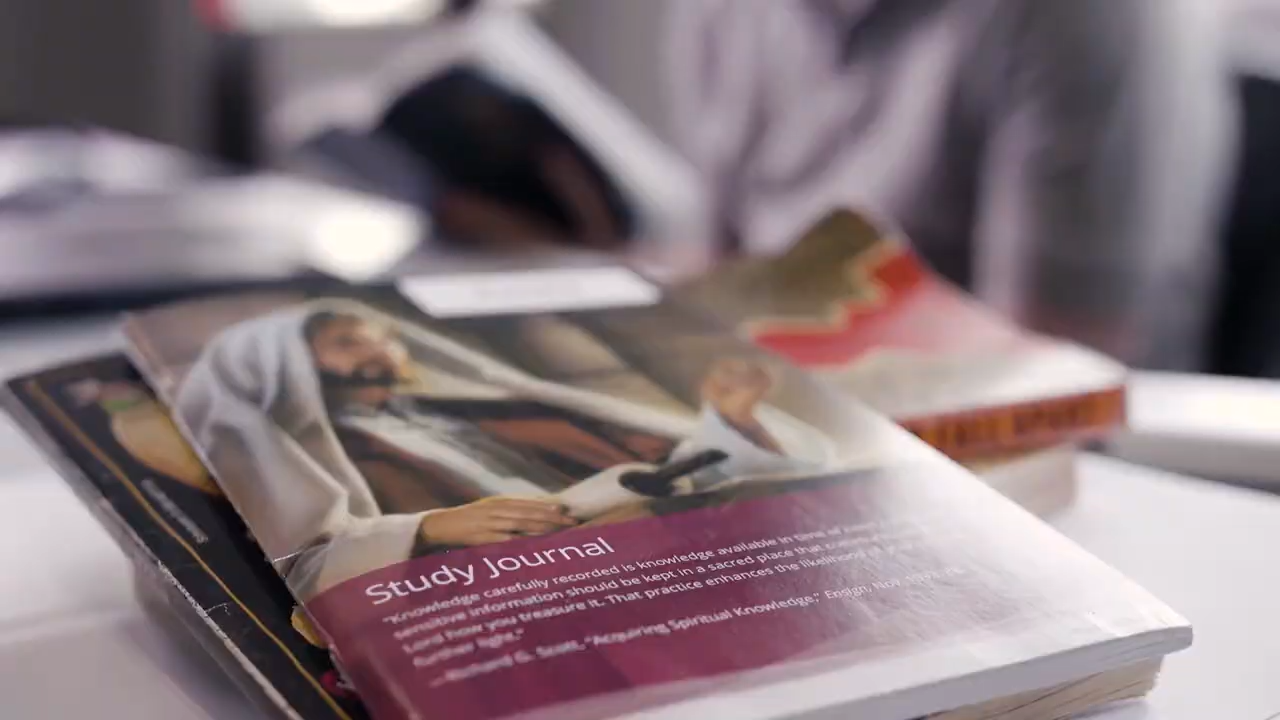 Study Journal
"Knowledge carefully recorded is knowledge available in time of need
sensitive information should be kept in a sacred place that
Lord how you treasure it. That practice enhances the likelihood of
further light."
—Richard G. Scott, "Acquiring Spiritual Knowledge," Ensign, Nov.